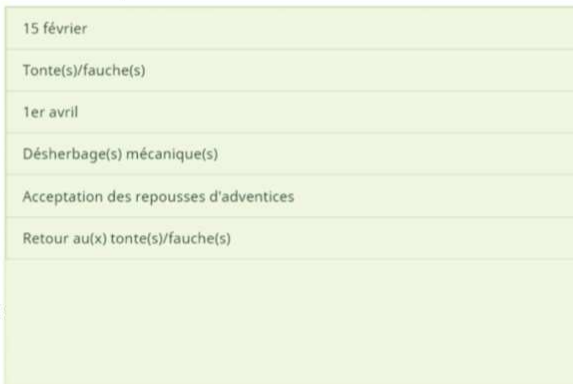 15 février
Tonte(s)/fauche(s)
1er avril
Désherbage(s) mécanique(s)
Acceptation des repousses d'adventices
Retour au(x) tonte(s)/fauche(s)